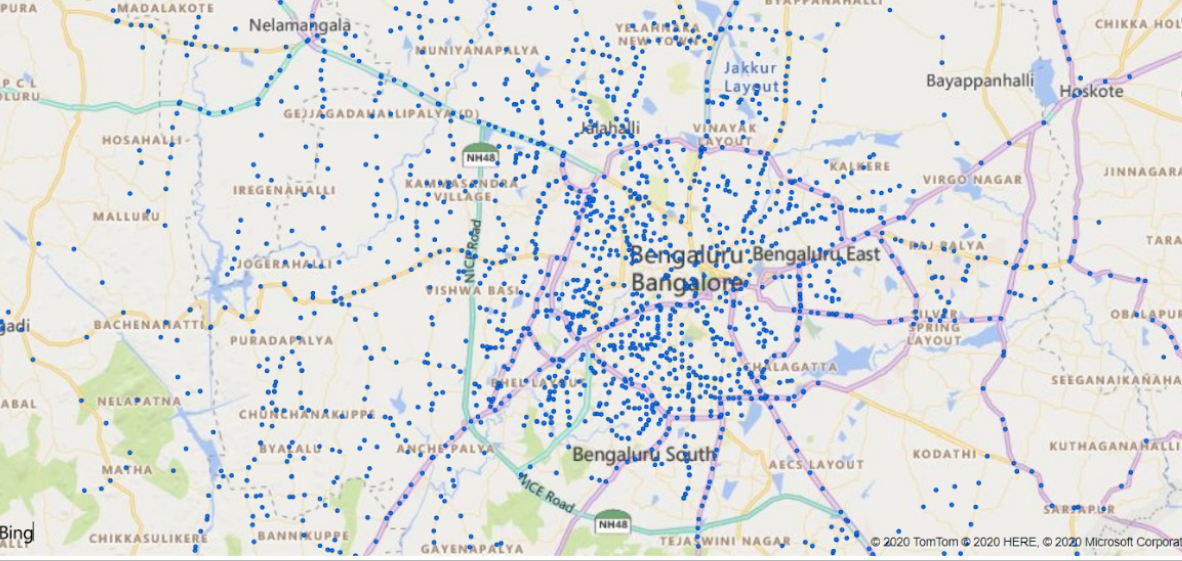 PURA
MADALAKOTE
BYAPPANAHALLI
Nelamangala
YELAHANKA
NEW TOWN
CHIKKA HOL
MUNIYANAPALYA
Jakkur
Layout
Bayappanhalli
Hoskote
P C L
OLURU
GEJJAGADAHALLIPALYA (D)
Jalahalli
VINAYAK
LAYOUT
HOSAHALLI
NH48
KALKERE
JINNAGARA
IREGENAHALLI
KAMMASANDRA
VILLAGE
VIRGO NAGAR
MALLURU
NICE Road
TARA
RAJ PALYA
Bengaluru
Bangalore
Bengaluru East
JOGERAHALLI
VISHWA BASI
gadi
BACHENAHATTI
SILVER
SPRING
LAYOUT
OBALAPUR
PURADAPALYA
CHALAGATTA
BHEL LAYOUT
SEEGANAIKANAHA
ABAL
NELAPATNA
CHUNCHANAKUPPE
BYALALU
ANCHE PALYA
Bengaluru South
KODATHI
KUTHAGANAHALLI
MATHA
AECS LAYOUT
NICE Road
SARJAPUR
Bing
NH48
CHIKKASULIKERE
BANNIKUPPE
GAYENAPALYA
TEJASWINI NAGAR
© 2020 TomTom © 2020 HERE, © 2020 Microsoft Corporat